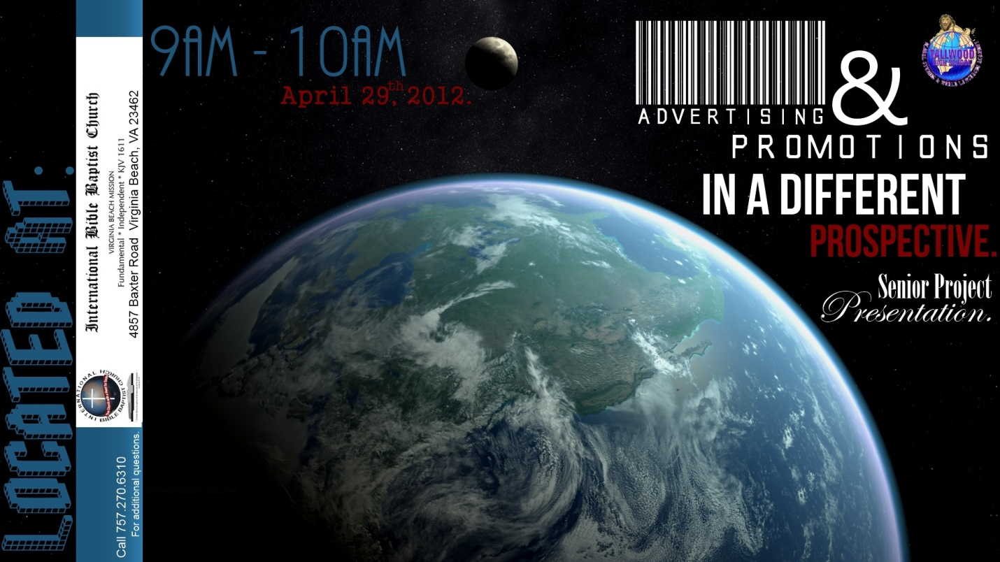 9AM - 10AM
April 29th, 2012.
ADVERTISING
&
PROMOTIONS
IN A DIFFERENT
PROSPECTIVE.
Senior Project
Presentation.
TALLWOOD
HIGH SCHOOL
LOCATED AT:
International Bible Baptist Church
VIRGINIA BEACH MISSION
Fundamental * Independent * KJV 1611
4857 Baxter Road Virginia Beach, VA 23462
INTERNATIONAL
BIBLE BAPTIST CHURCH
Call 757.270.6310
For additional questions.